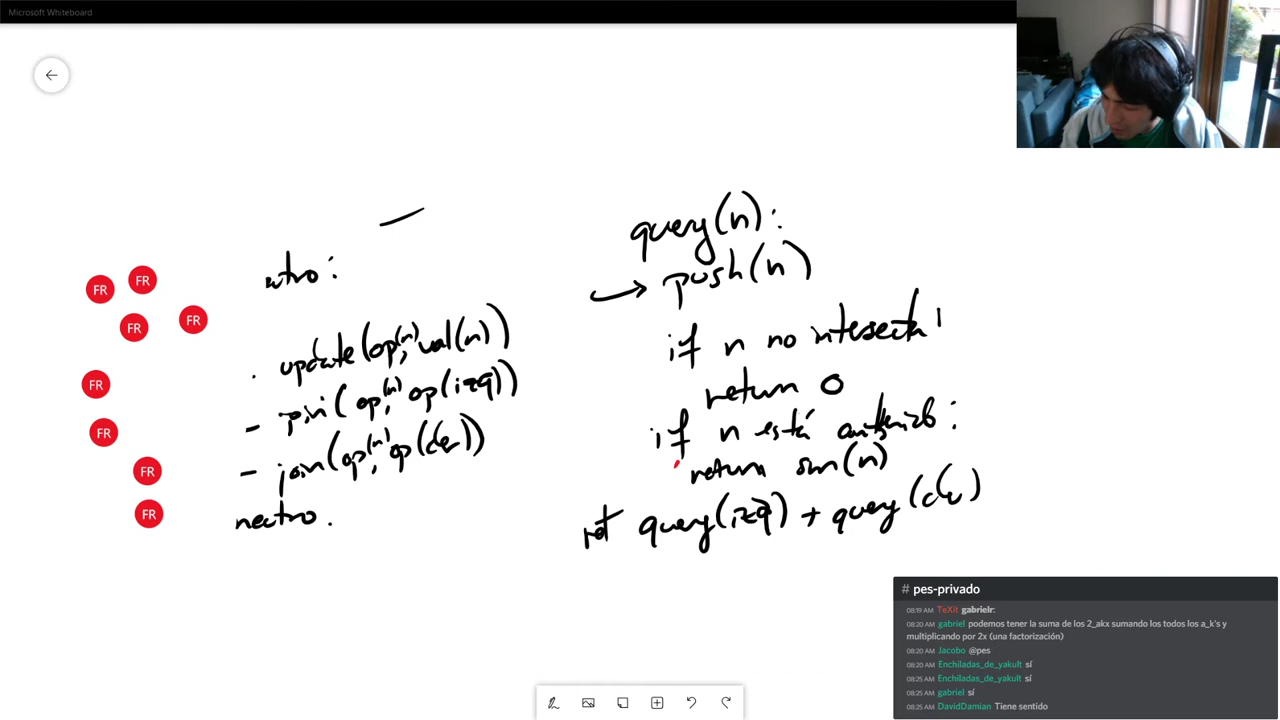 Microsoft Whiteboard
query(n):
push(n)
if n no intersecta
return 0
if n está
return sum(n)
ret query(izq) + query(der)
update(op(n), val(n))
- join(op(n), op(izq))
- join(op(n), op(der))
neutro.
FR
FR
FR
FR
FR
FR
FR
FR
# pes-privado
08:19 AM TeXit gabrielr:
08:20 AM gabriel podemos tener la suma de los 2_akx sumando los todos los a_k's y
multiplicando por 2x (una factorización)
08:20 AM Jacobo @pes
08:20 AM Enchiladas_de_yakult sí
08:25 AM Enchiladas_de_yakult sí
08:25 AM gabriel sí
08:25 AM DavidDamian Tiene sentido